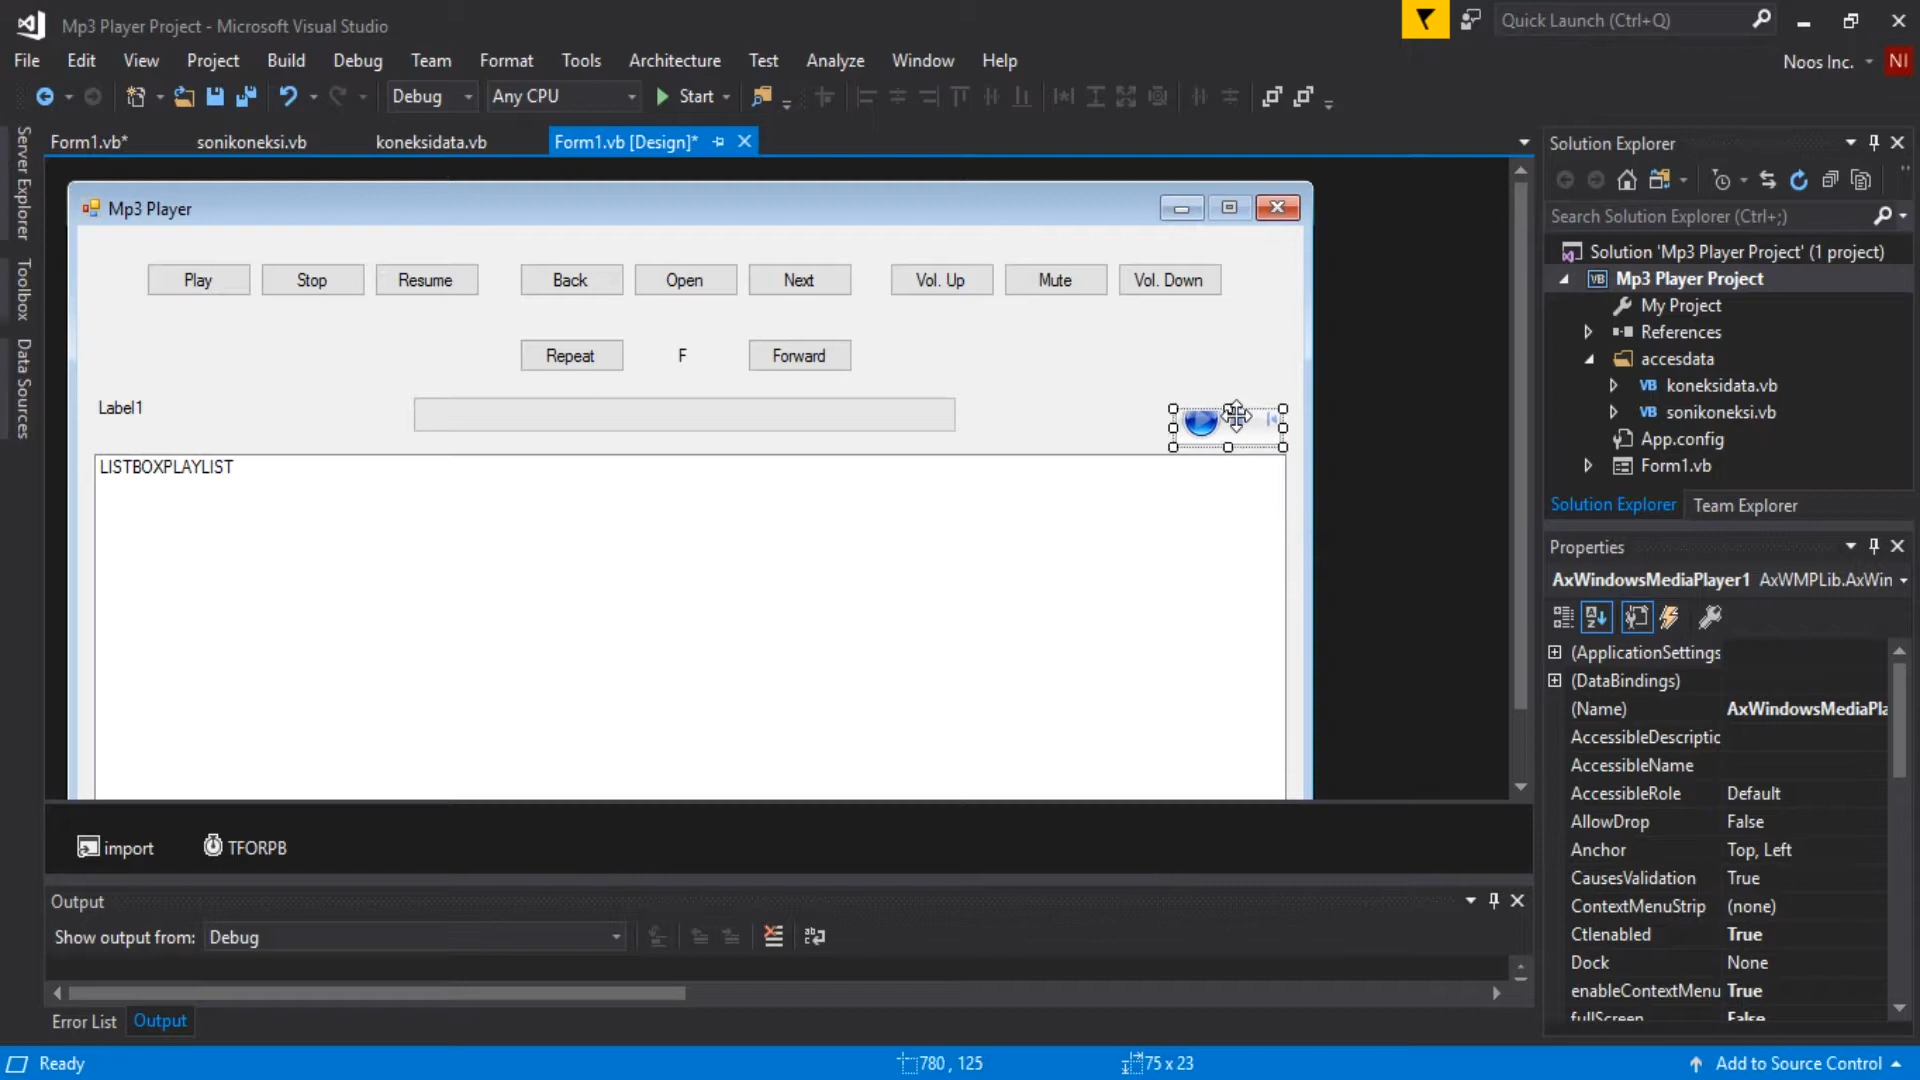 Mp3 Player Project - Microsoft Visual Studio
Quick Launch (Ctrl+Q)
File Edit View Project Build Debug Team Format Tools Architecture Test Analyze Window Help
Noos Inc. NI
Debug Any CPU Start
Server Explorer
Toolbox
Data Sources
Form1.vb* sonikoneksi.vb koneksidata.vb Form1.vb [Design]*
Mp3 Player
Play Stop Resume Back Open Next Vol. Up Mute Vol. Down
Repeat F Forward
Label1
LISTBOXPLAYLIST
import TFORPB
Output
Show output from: Debug
Error List Output
Solution Explorer
Search Solution Explorer (Ctrl+;)
Solution 'Mp3 Player Project' (1 project)
VB Mp3 Player Project
My Project
References
accesdata
VB koneksidata.vb
VB sonikoneksi.vb
App.config
Form1.vb
Solution Explorer Team Explorer
Properties
AxWindowsMediaPlayer1 AxWMPLib.AxWin
(ApplicationSettings
(DataBindings)
(Name) AxWindowsMediaPla
AccessibleDescriptic
AccessibleName
AccessibleRole Default
AllowDrop False
Anchor Top, Left
CausesValidation True
ContextMenuStrip (none)
Ctlenabled True
Dock None
enableContextMenu True
fullScreen False
Ready 780 , 125 75 x 23 Add to Source Control